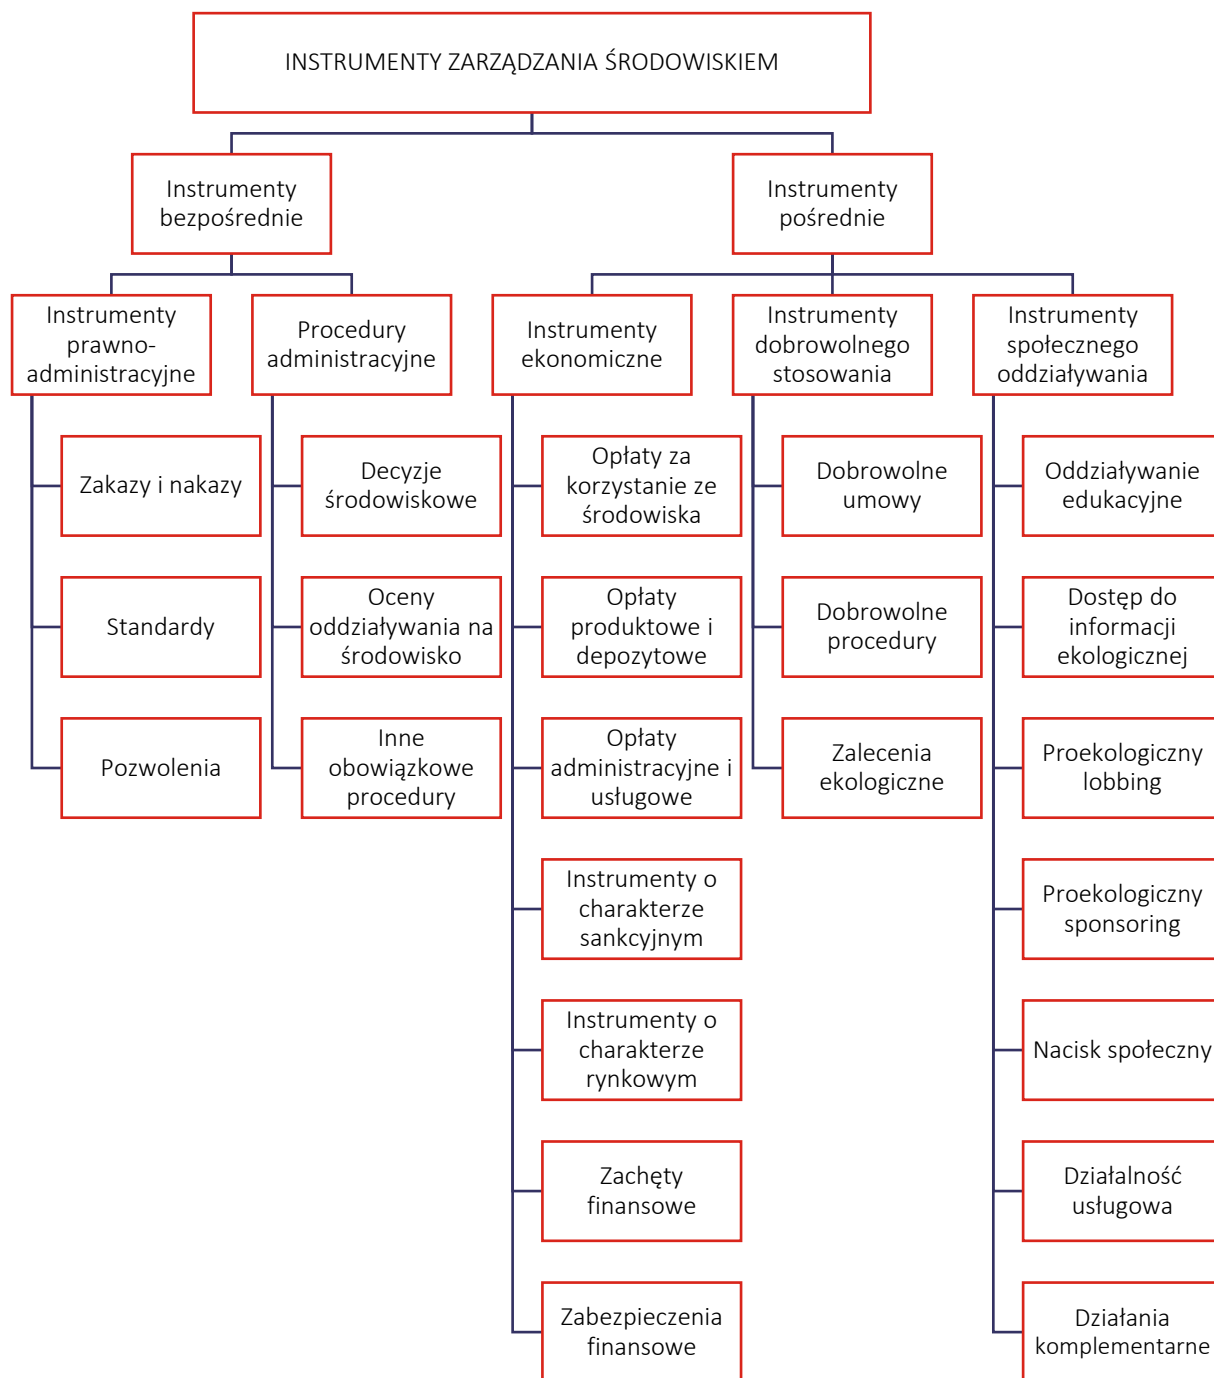 INSTRUMENTY ZARZĄDZANIA ŚRODOWISKIEM
Instrumenty
bezpośrednie
Instrumenty
pośrednie
Instrumenty
prawno-
administracyjne
Procedury
administracyjne
Instrumenty
ekonomiczne
Instrumenty
dobrowolnego
stosowania
Instrumenty
społecznego
oddziaływania
Zakazy i nakazy
Standardy
Pozwolenia
Decyzje
środowiskowe
Oceny
oddziaływania na
środowisko
Inne
obowiązkowe
procedury
Opłaty za
korzystanie ze
środowiska
Opłaty
produktowe i
depozytowe
Opłaty
administracyjne i
usługowe
Instrumenty o
charakterze
sankcyjnym
Instrumenty o
charakterze
rynkowym
Zachęty
finansowe
Zabezpieczenia
finansowe
Dobrowolne
umowy
Dobrowolne
procedury
Zalecenia
ekologiczne
Oddziaływanie
edukacyjne
Dostęp do
informacji
ekologicznej
Proekologiczny
lobbing
Proekologiczny
sponsoring
Nacisk społeczny
Działalność
usługowa
Działania
komplementarne